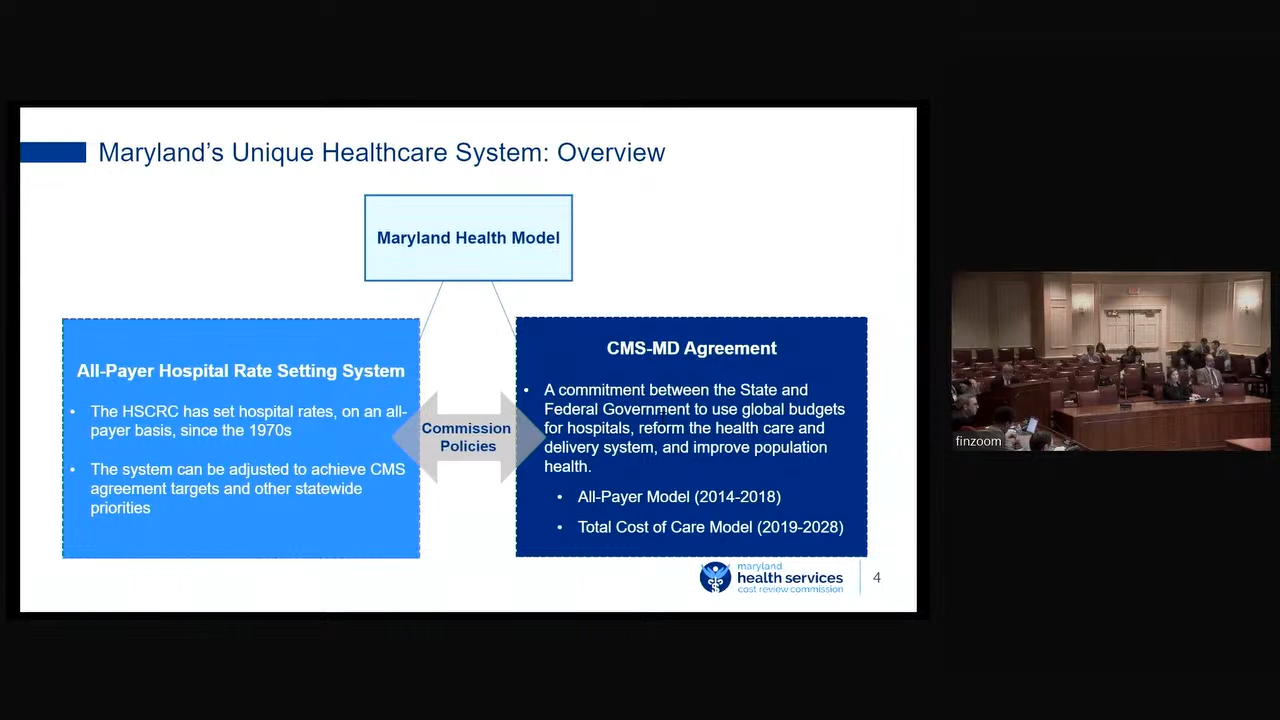 Maryland's Unique Healthcare System: Overview
Maryland Health Model
All-Payer Hospital Rate Setting System
• The HSCRC has set hospital rates, on an all-
payer basis, since the 1970s
• The system can be adjusted to achieve CMS
agreement targets and other statewide
priorities
Commission
Policies
CMS-MD Agreement
• A commitment between the State and
Federal Government to use global budgets
for hospitals, reform the health care and
delivery system, and improve population
health.
• All-Payer Model (2014-2018)
• Total Cost of Care Model (2019-2028)
maryland
health services
cost review commission
4
finzoom